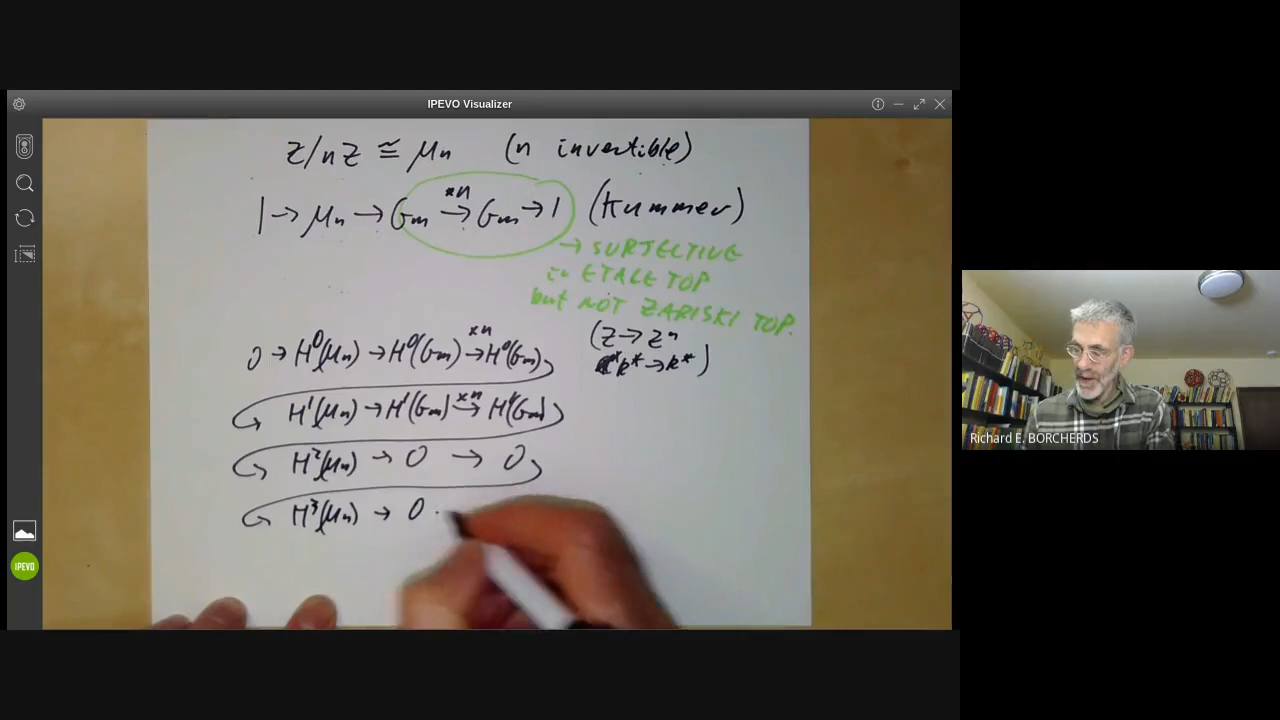 IPEVO Visualizer
Z/nZ ≅ μn (n invertible)
×n
1 → μn → Gm → Gm → 1 (Kummer)
→ SURJECTIVE
in ETALE TOP
but NOT ZARISKI TOP.
(z → zⁿ
k* → k*)
×n
0 → H⁰(μn) → H⁰(Gm) → H⁰(Gm)
×n
H¹(μn) → H¹(Gm) → H¹(Gm)
H²(μn) → 0 → 0
H³(μn) → 0
IPEVO
Richard E. BORCHERDS